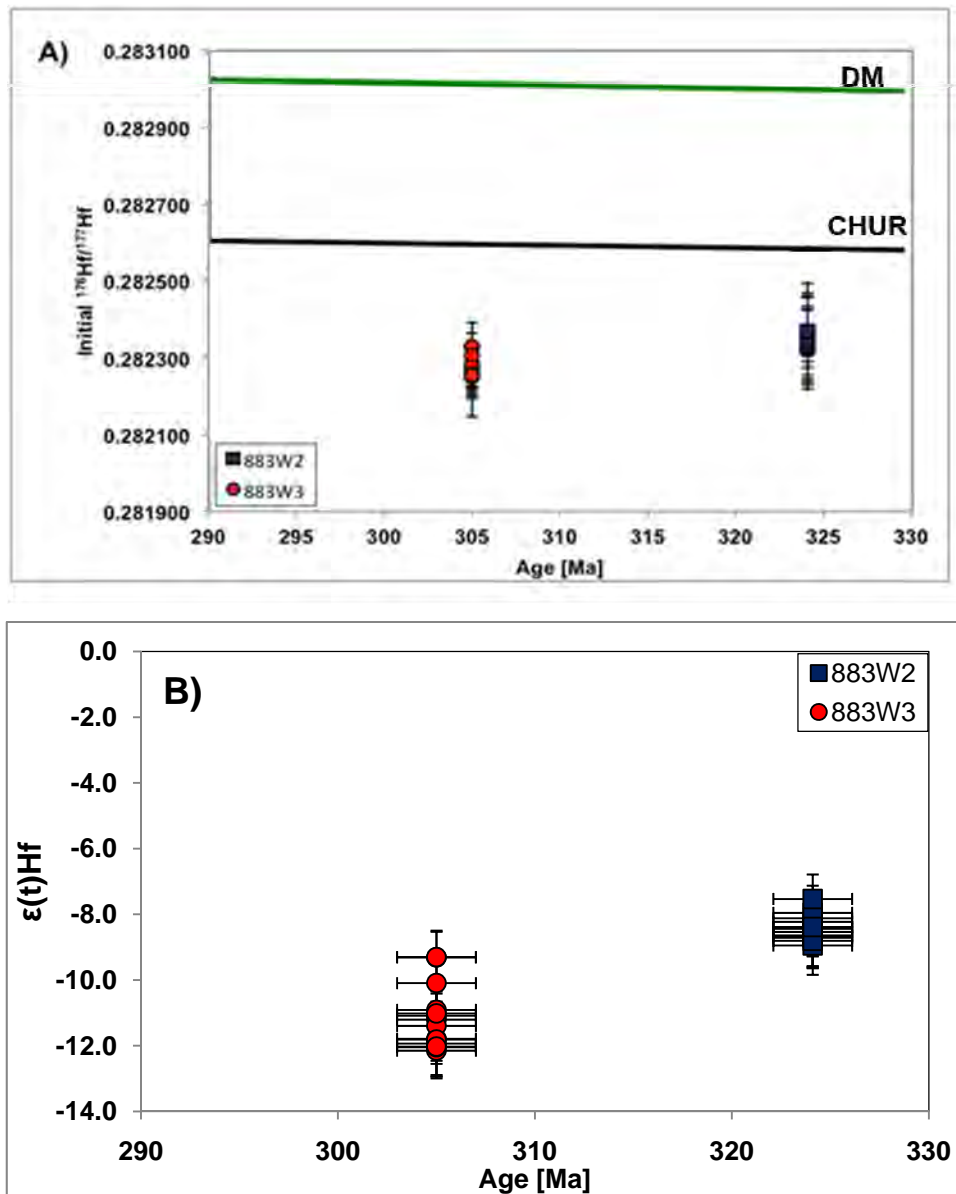 A)
0.283100
0.282900
0.282700
0.282500
0.282300
0.282100
0.281900
Initial ¹⁷⁶Hf/¹⁷⁷Hf
DM
CHUR
883W2
883W3
290 295 300 305 310 315 320 325 330
Age [Ma]
B)
0.0
-2.0
-4.0
-6.0
-8.0
-10.0
-12.0
-14.0
ε(t)Hf
883W2
883W3
290 300 310 320 330
Age [Ma]